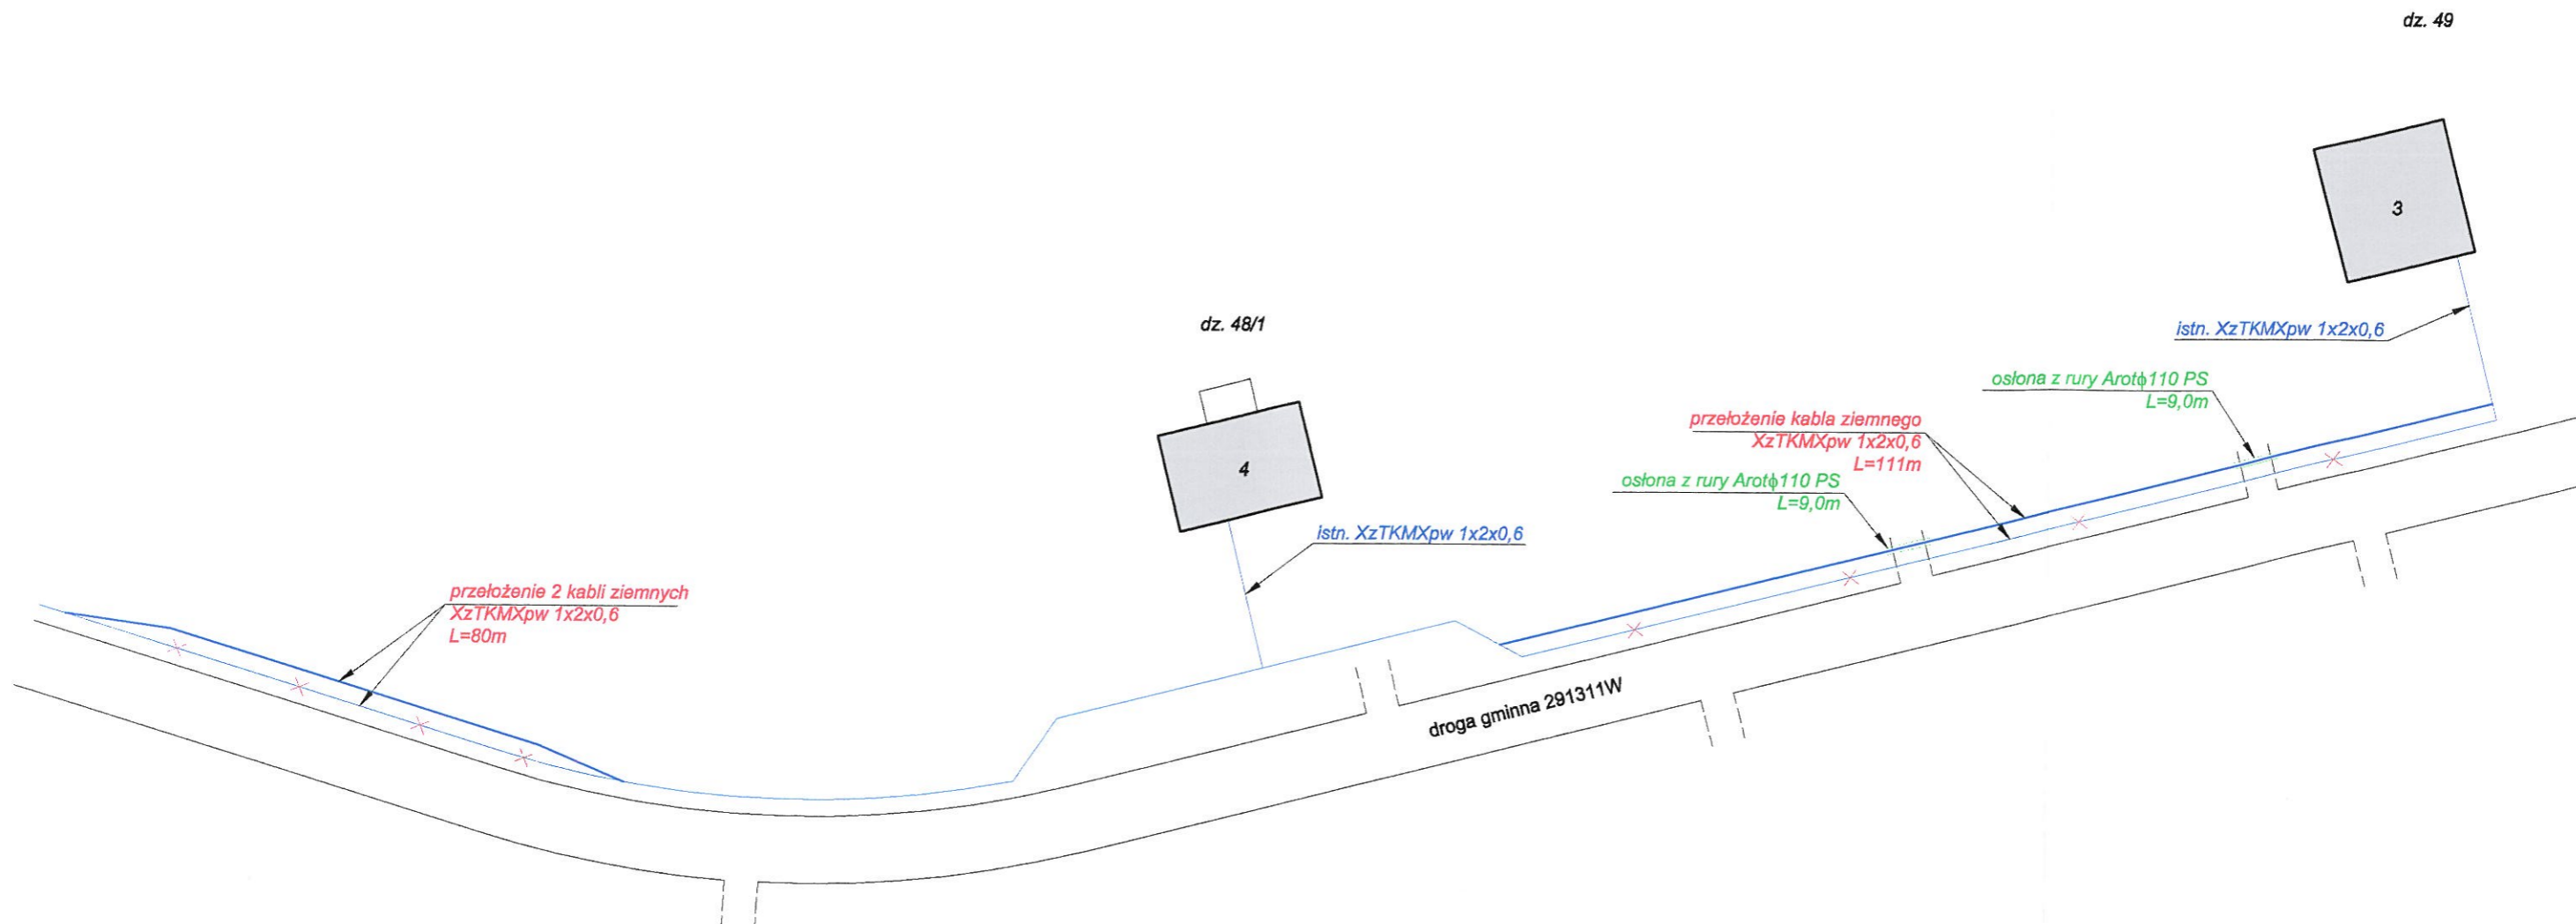 dz. 49
3
istn. XzTKMXpw 1x2x0,6
dz. 48/1
osłona z rury Arotϕ110 PS
L=9,0m
przełożenie kabla ziemnego
XzTKMXpw 1x2x0,6
L=111m
4
osłona z rury Arotϕ110 PS
L=9,0m
istn. XzTKMXpw 1x2x0,6
przełożenie 2 kabli ziemnych
XzTKMXpw 1x2x0,6
L=80m
droga gminna 291311W